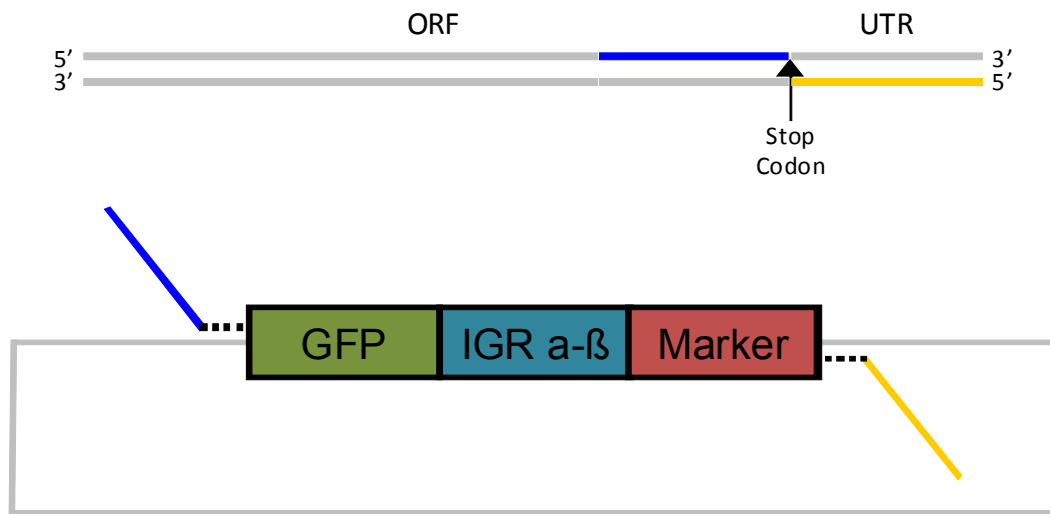 ORF UTR
5’ 3’
3’ 5’
Stop
Codon
GFP IGR a-ß Marker